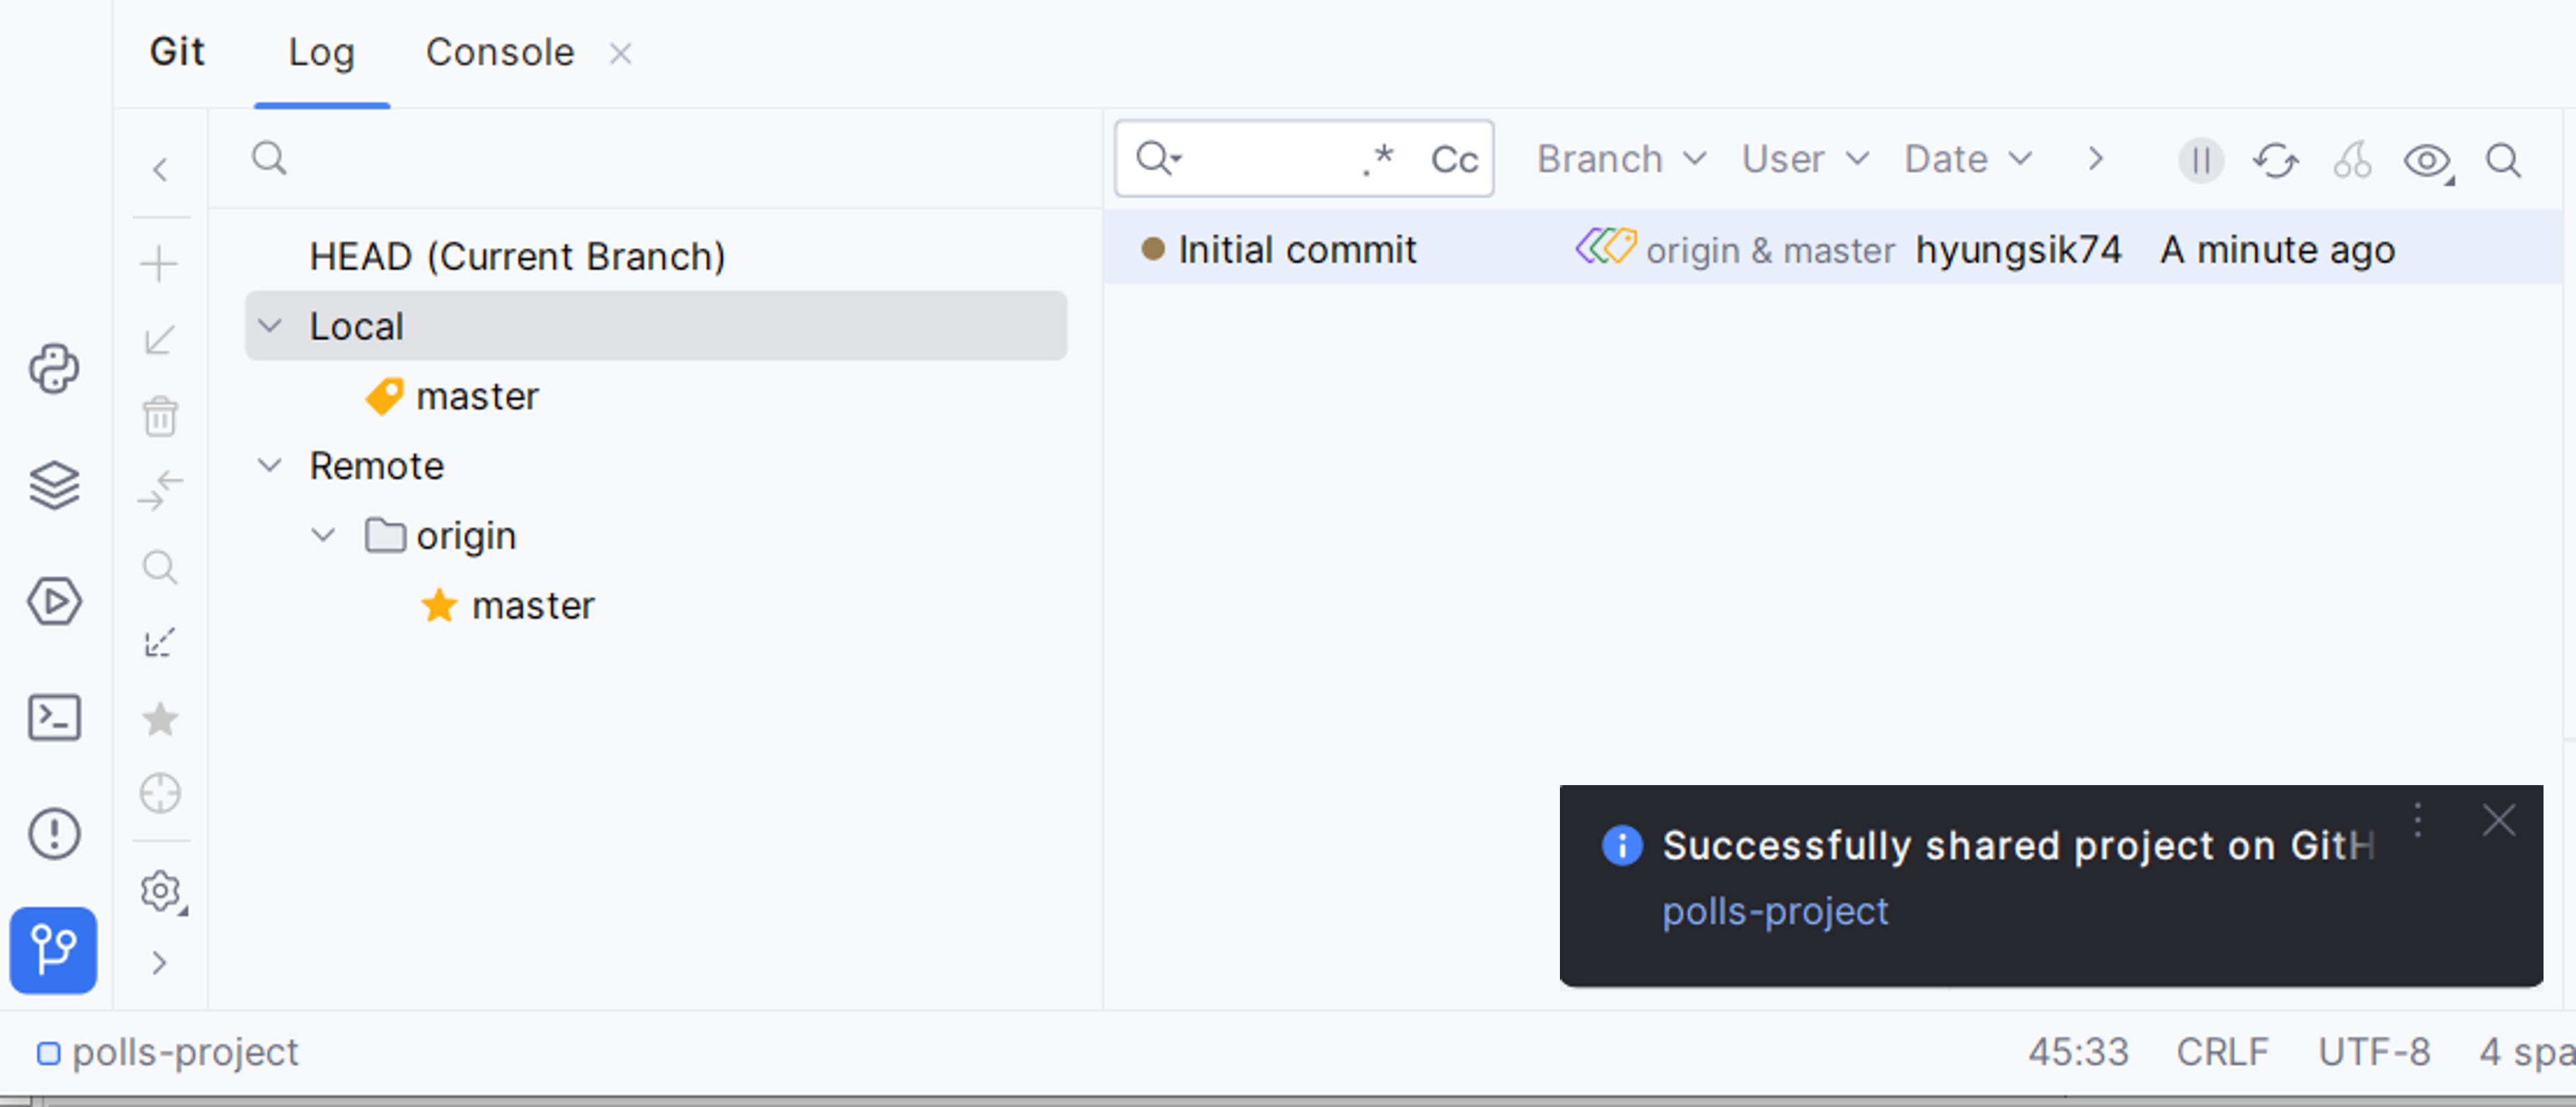 Git Log Console
.* Cc Branch User Date
HEAD (Current Branch)
Local
master
Remote
origin
master
Initial commit origin & master hyungsik74 A minute ago
Successfully shared project on GitH
polls-project
polls-project 45:33 CRLF UTF-8 4 spa